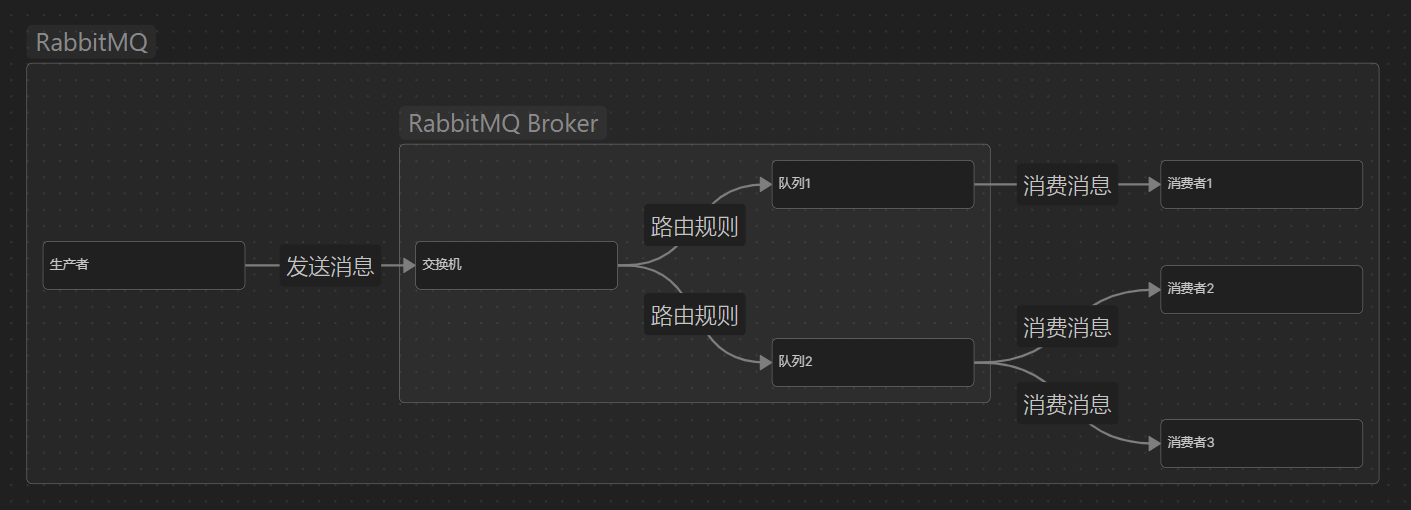 RabbitMQ
RabbitMQ Broker
队列1
消费消息
消费者1
路由规则
生产者
发送消息
交换机
消费者2
路由规则
消费消息
队列2
消费消息
消费者3